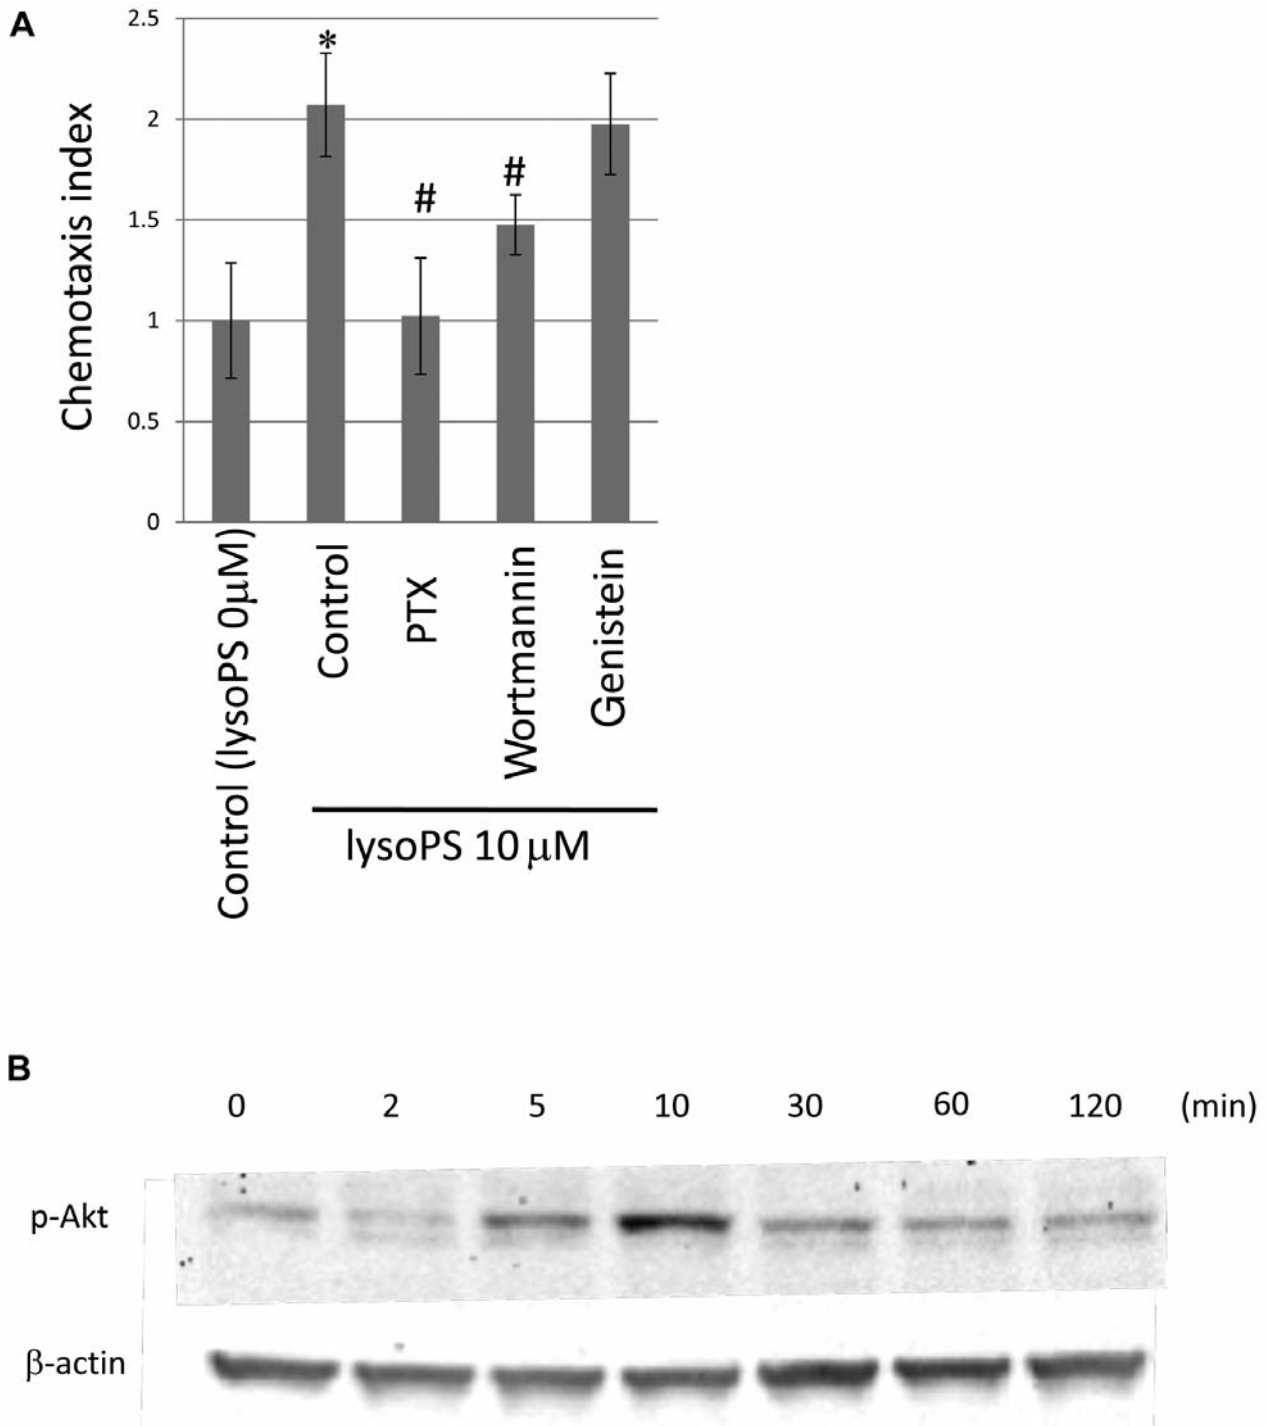 A
Chemotaxis index
2.5
2
1.5
1
0.5
0
*
#
#
Control (lysoPS 0μM)
Control
PTX
Wortmannin
Genistein
lysoPS 10 μM
B
0 2 5 10 30 60 120 (min)
p-Akt
β-actin